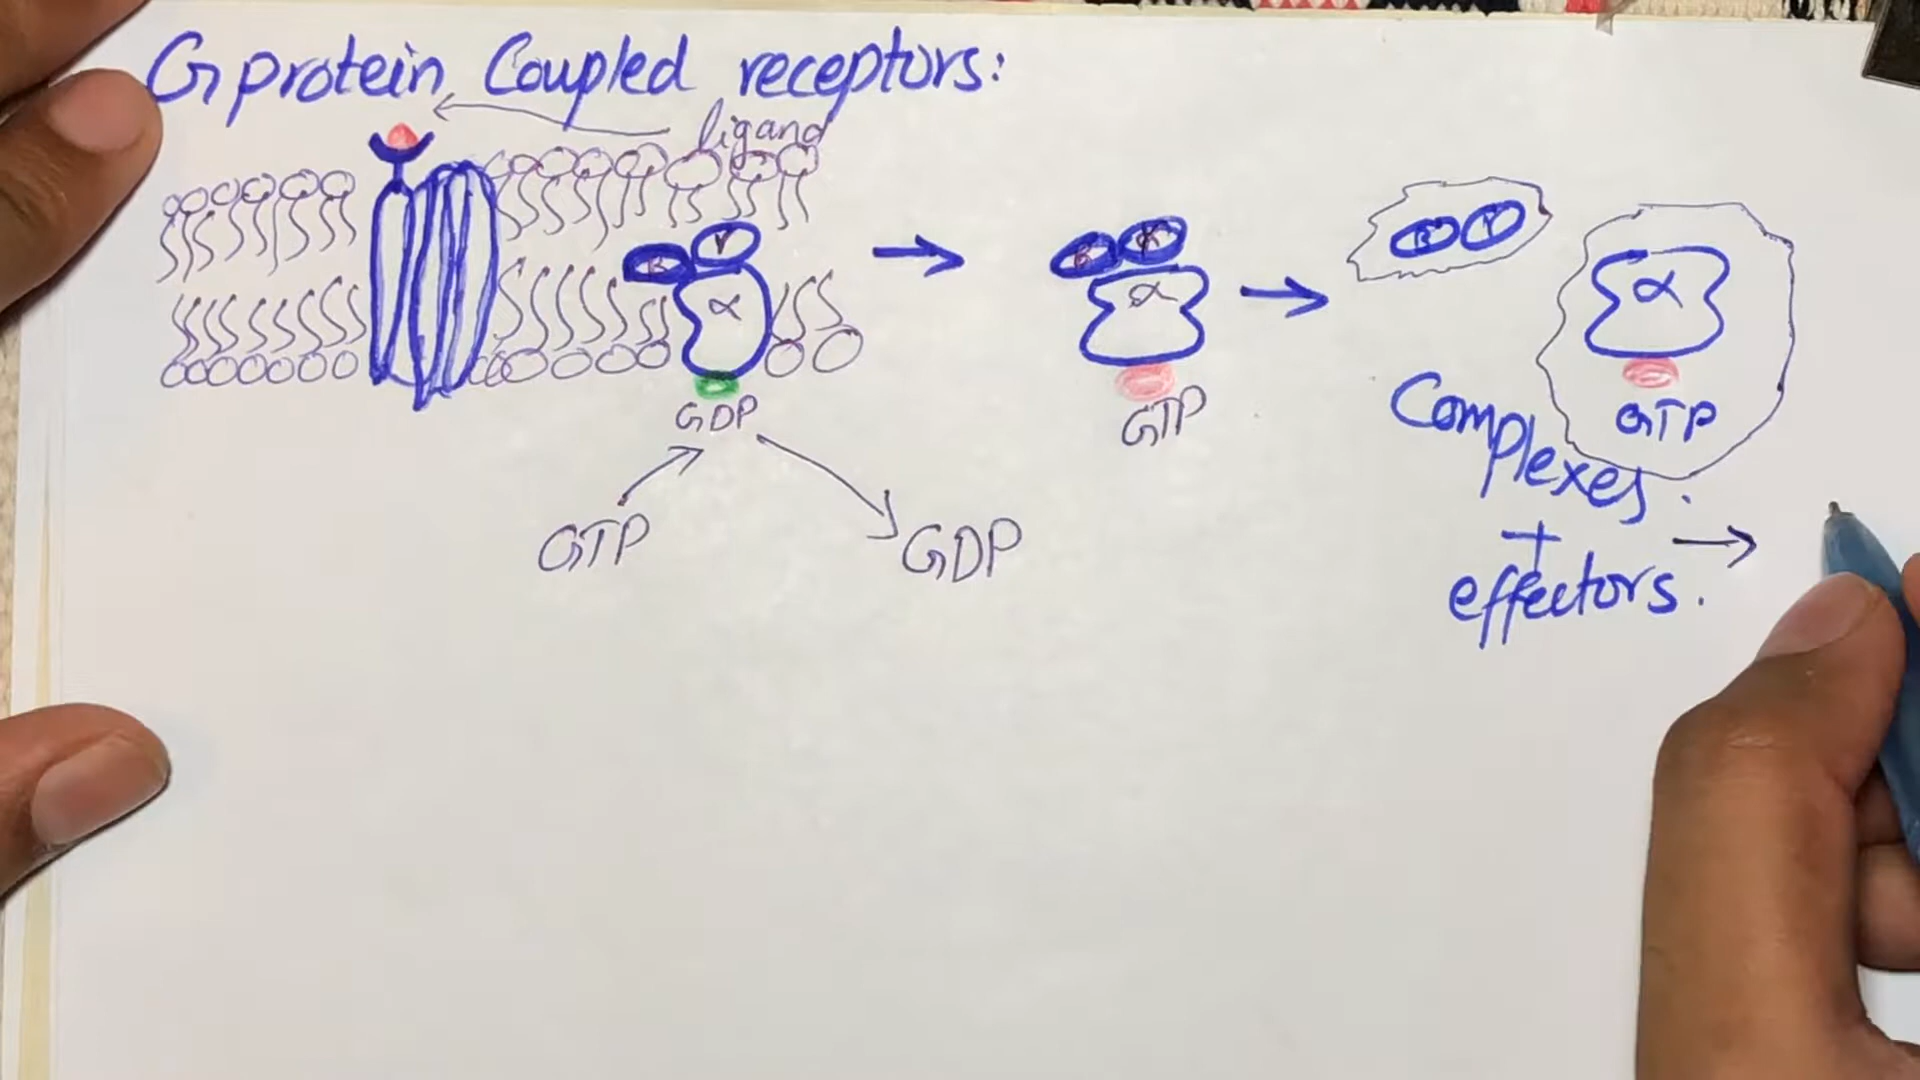 G protein Coupled receptors:
ligand
B γ
α
GDP
GTP
GDP
B γ
α
GTP
B γ
α
GTP
Complexes.
+
effectors.